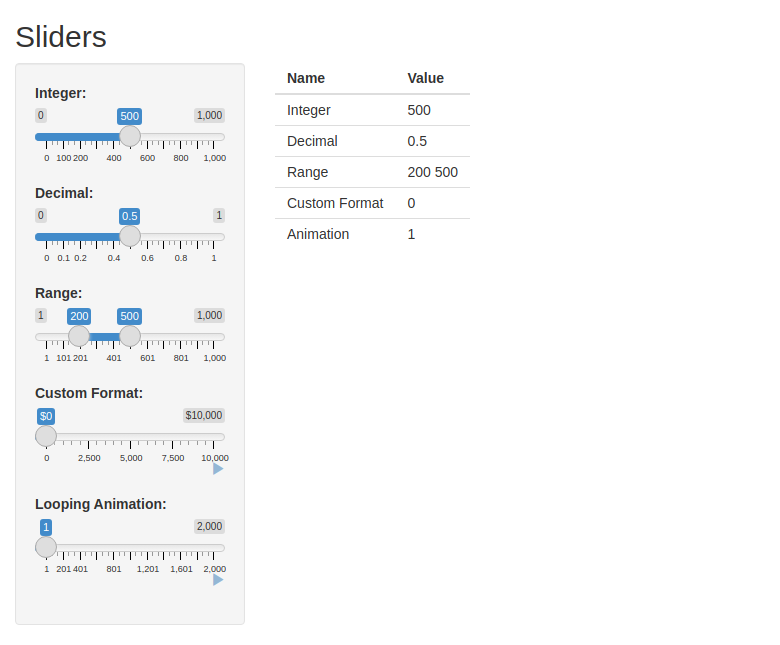 Sliders
Integer:
0 500 1,000
0 100 200 400 600 800 1,000
Decimal:
0 0.5 1
0 0.1 0.2 0.4 0.6 0.8 1
Range:
1 200 500 1,000
1 101 201 401 601 801 1,000
Custom Format:
$0 $10,000
0 2,500 5,000 7,500 10,000
Looping Animation:
1 2,000
1 201 401 801 1,201 1,601 2,000
Name Value
Integer 500
Decimal 0.5
Range 200 500
Custom Format 0
Animation 1